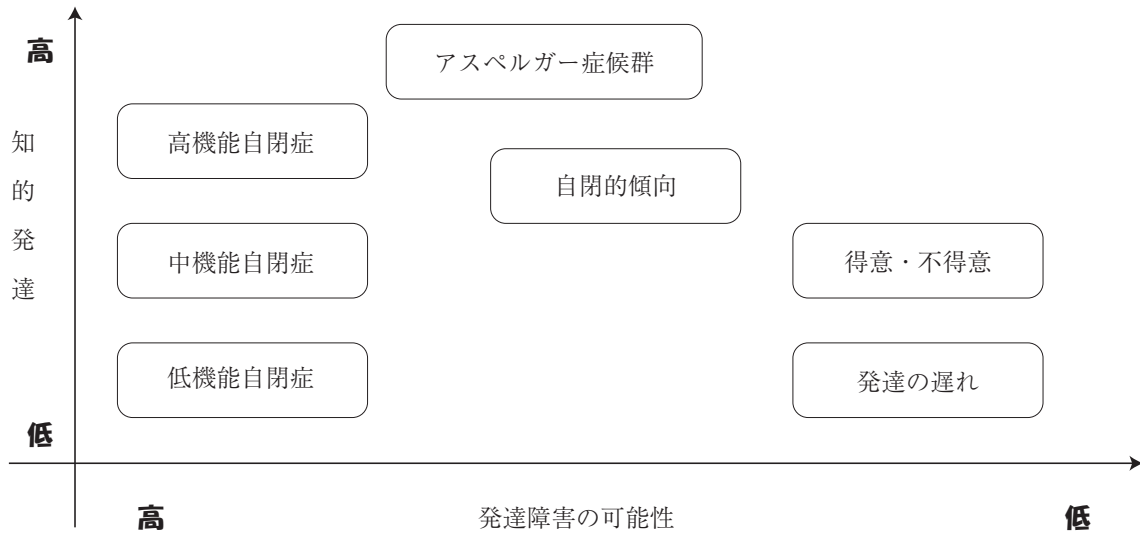 高
アスペルガー症候群
高機能自閉症
知的発達
自閉的傾向
中機能自閉症
得意・不得意
低機能自閉症
発達の遅れ
低
高
発達障害の可能性
低